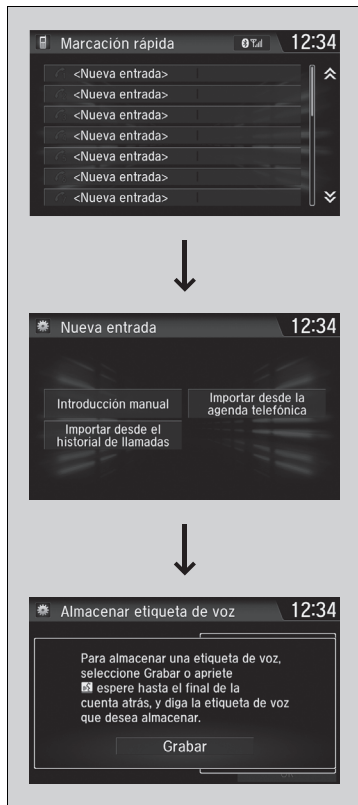 Marcación rápida 12:34
<Nueva entrada>
<Nueva entrada>
<Nueva entrada>
<Nueva entrada>
<Nueva entrada>
<Nueva entrada>
<Nueva entrada>
Nueva entrada 12:34
Introducción manual
Importar desde la
agenda telefónica
Importar desde el
historial de llamadas
Almacenar etiqueta de voz 12:34
Para almacenar una etiqueta de voz,
seleccione Grabar o apriete
espere hasta el final de la
cuenta atrás, y diga la etiqueta de voz
que desea almacenar.
Grabar
OK